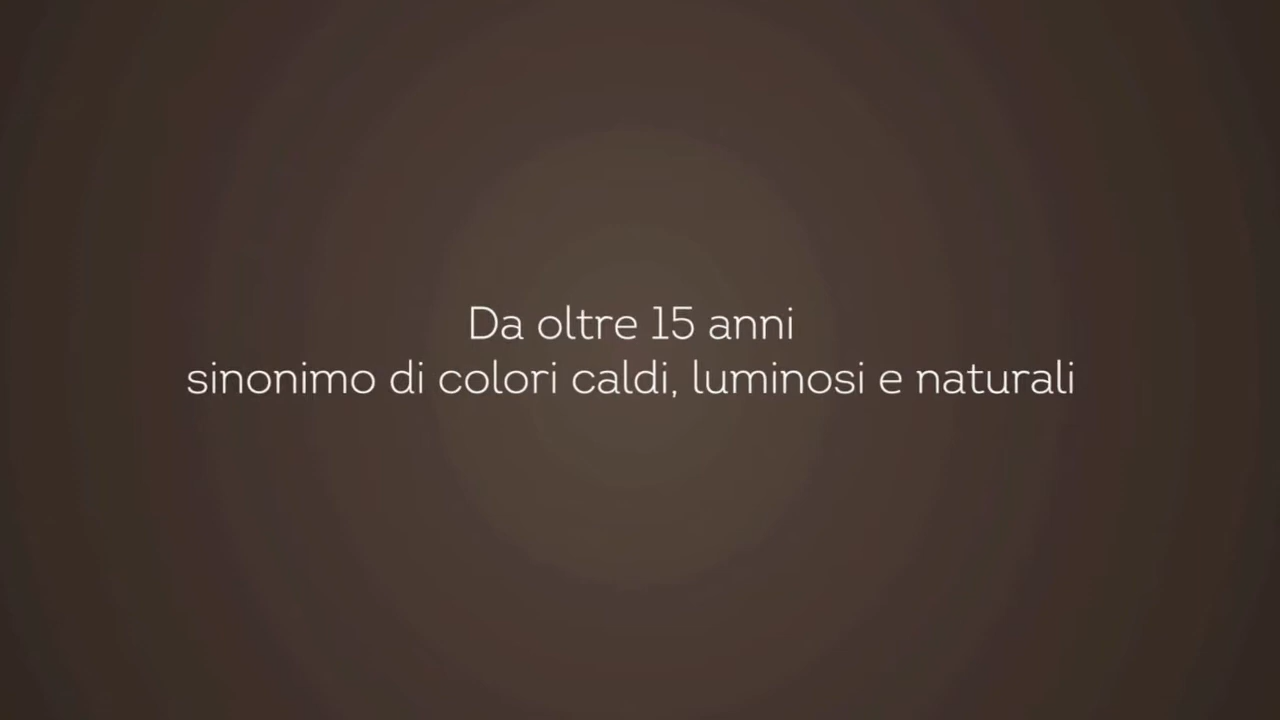 Da oltre 15 anni
sinonimo di colori caldi, luminosi e naturali